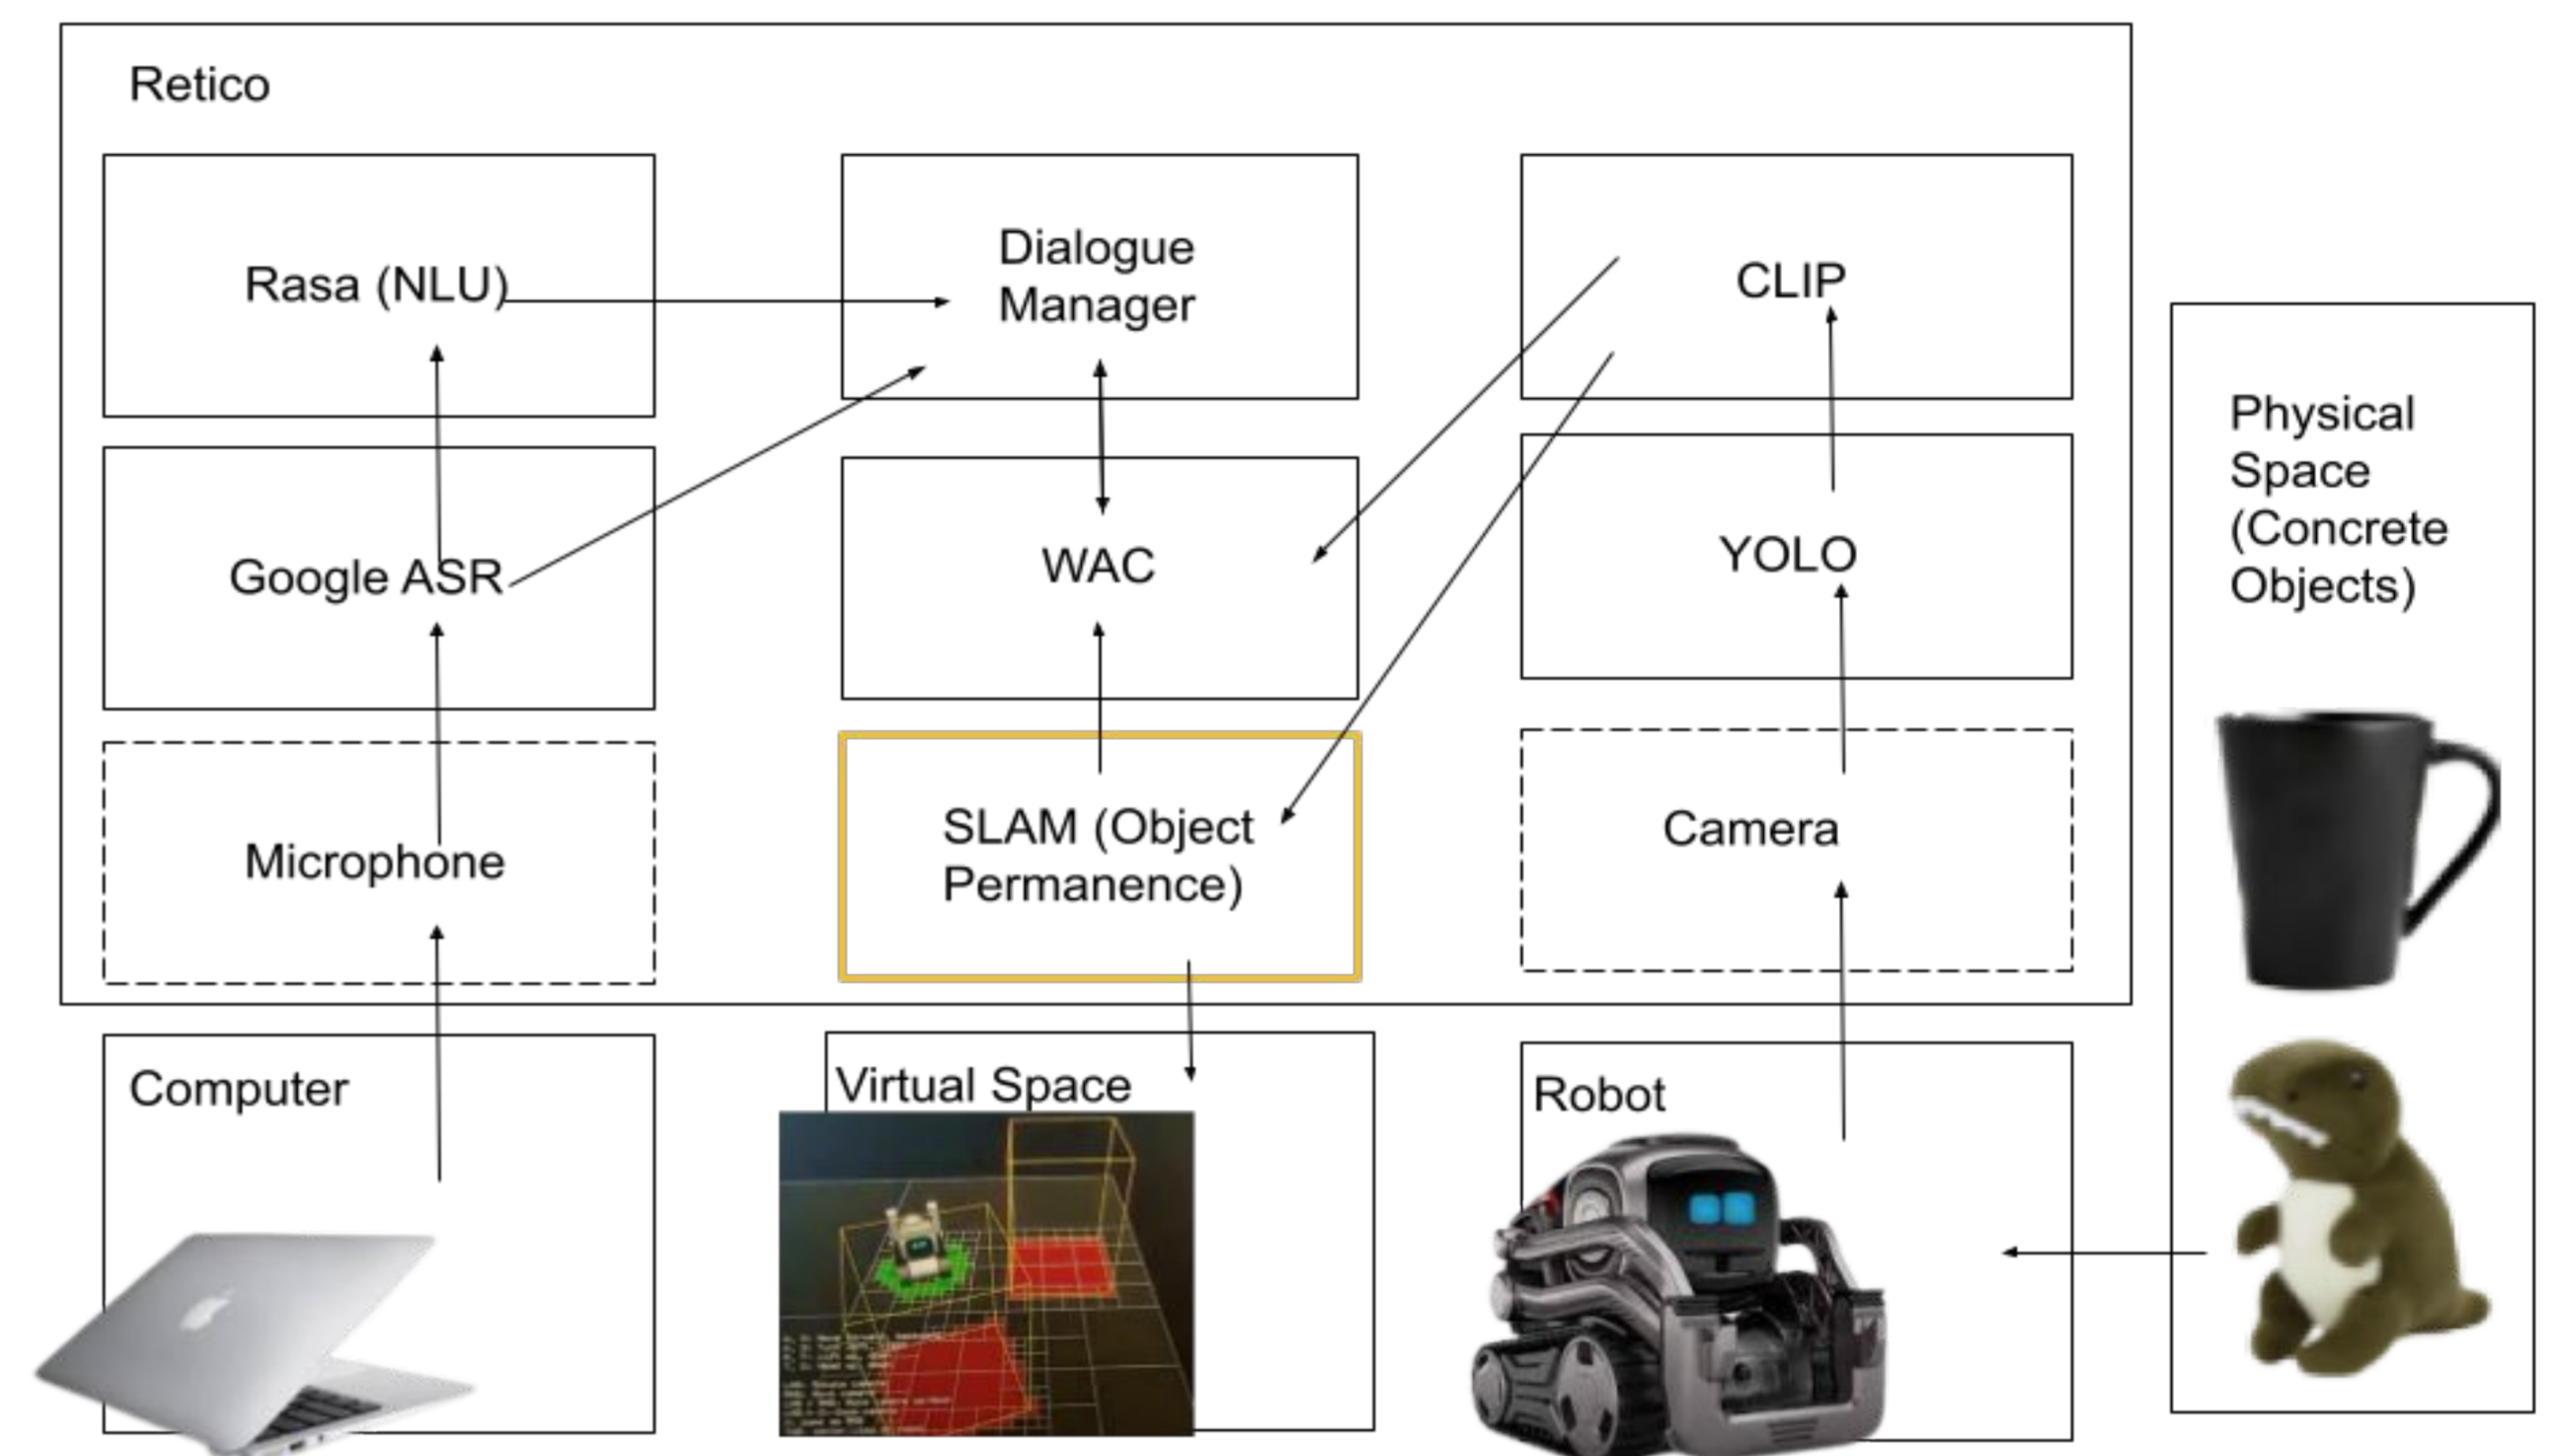 Retico
Rasa (NLU)
Dialogue
Manager
CLIP
Google ASR
WAC
YOLO
Microphone
SLAM (Object
Permanence)
Camera
Physical
Space
(Concrete
Objects)
Computer
Virtual Space
Robot